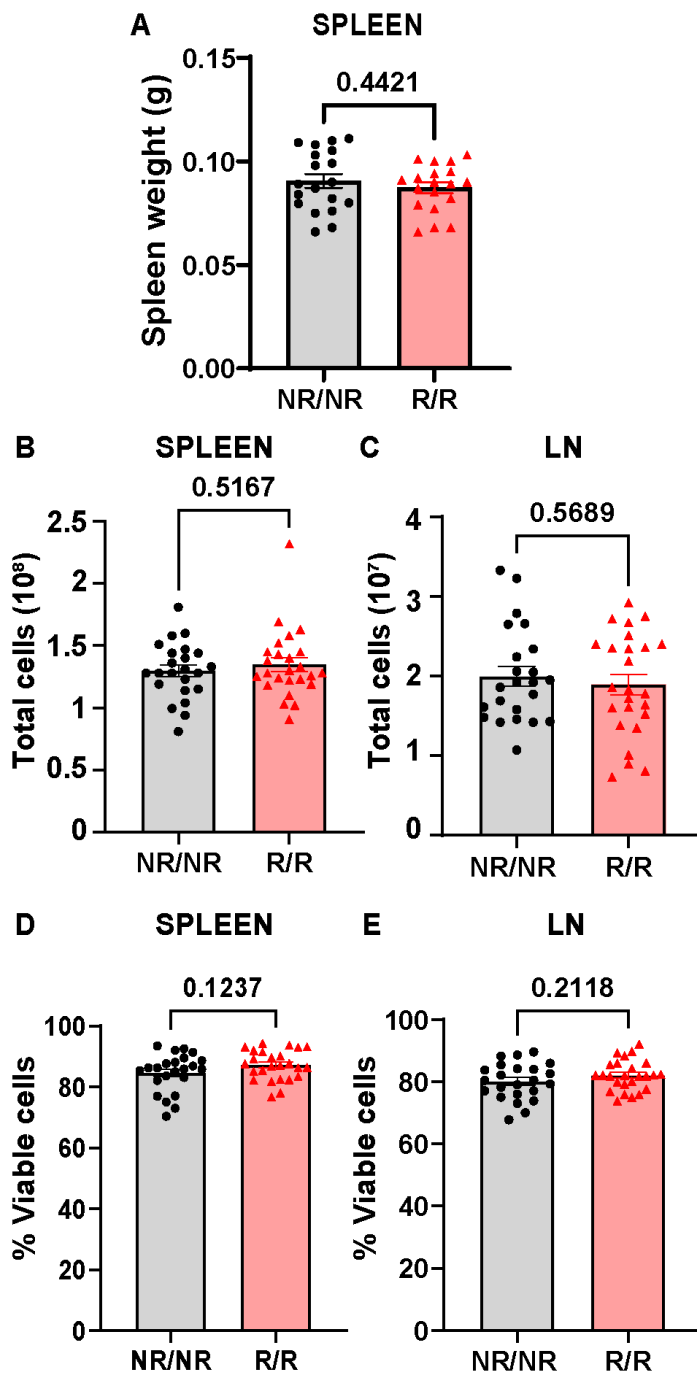 A SPLEEN
0.4421
Spleen weight (g)
0.15
0.10
0.05
0.00
NR/NR R/R
B SPLEEN
0.5167
Total cells (10⁸)
2.5
2
1.5
1
0.5
0
NR/NR R/R
C LN
0.5689
Total cells (10⁷)
4
3
2
1
0
NR/NR R/R
D SPLEEN
0.1237
% Viable cells
100
80
60
40
20
0
NR/NR R/R
E LN
0.2118
% Viable cells
100
80
60
40
20
0
NR/NR R/R